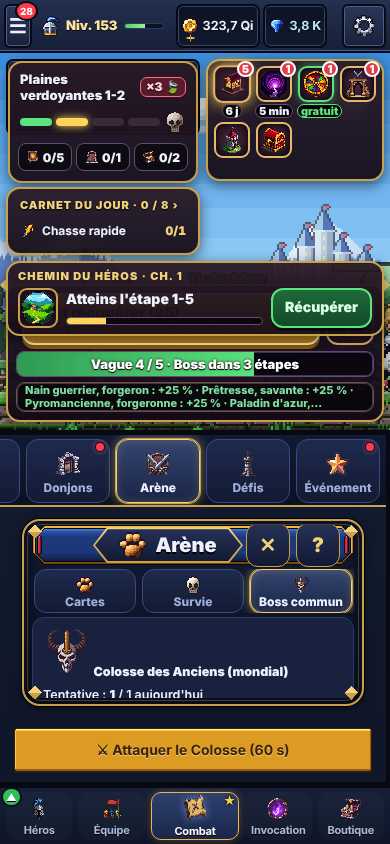 28
Niv. 153
323,7 Qi
3,8 K
Plaines
verdoyantes 1-2
×3
0/5
0/1
0/2
5
1
1
1
6 j
5 min
gratuit
CARNET DU JOUR · 0 / 8 ›
Chasse rapide
0/1
CHEMIN DU HÉROS · CH. 1
Atteins l'étape 1-5
Récupérer
Vague 4 / 5 · Boss dans 3 étapes
Nain guerrier, forgeron : +25 % · Prêtresse, savante : +25 % ·
Pyromancienne, forgeronne : +25 % · Paladin d'azur,...
Donjons
Arène
Défis
Événement
Arène
×
?
Cartes
Survie
Boss commun
Colosse des Anciens (mondial)
Tentative : 1 / 1 aujourd'hui
⚔ Attaquer le Colosse (60 s)
Héros
Équipe
Combat
Invocation
Boutique